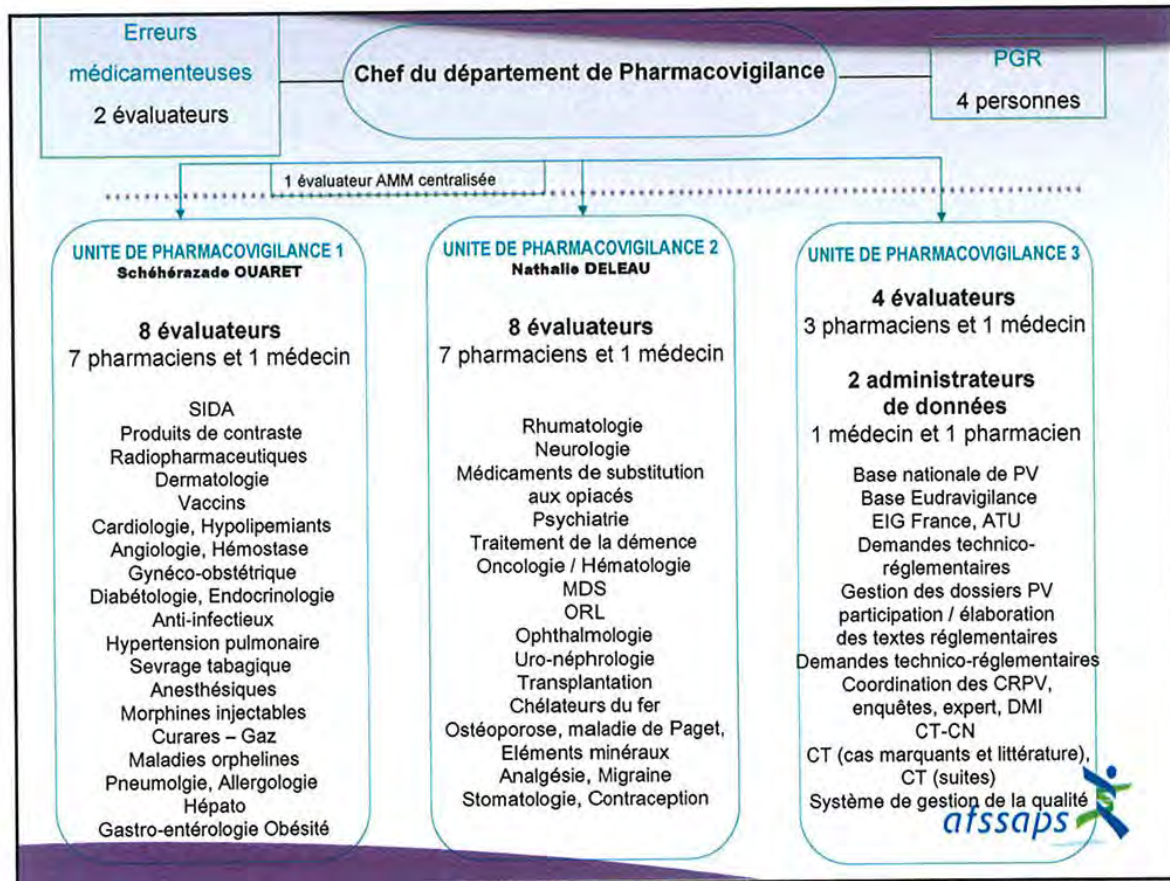 Erreurs
médicamenteuses
2 évaluateurs
Chef du département de Pharmacovigilance
PGR
4 personnes
1 évaluateur AMM centralisée
UNITE DE PHARMACOVIGILANCE 1
Schéhérazade OUARET
8 évaluateurs
7 pharmaciens et 1 médecin
SIDA
Produits de contraste
Radiopharmaceutiques
Dermatologie
Vaccins
Cardiologie, Hypolipemiants
Angiologie, Hémostase
Gynéco-obstétrique
Diabétologie, Endocrinologie
Anti-infectieux
Hypertension pulmonaire
Sevrage tabagique
Anesthésiques
Morphines injectables
Curares – Gaz
Maladies orphelines
Pneumolgie, Allergologie
Hépato
Gastro-entérologie Obésité
UNITE DE PHARMACOVIGILANCE 2
Nathalie DELEAU
8 évaluateurs
7 pharmaciens et 1 médecin
Rhumatologie
Neurologie
Médicaments de substitution
aux opiacés
Psychiatrie
Traitement de la démence
Oncologie / Hématologie
MDS
ORL
Ophthalmologie
Uro-néphrologie
Transplantation
Chélateurs du fer
Ostéoporose, maladie de Paget,
Eléments minéraux
Analgésie, Migraine
Stomatologie, Contraception
UNITE DE PHARMACOVIGILANCE 3
4 évaluateurs
3 pharmaciens et 1 médecin
2 administrateurs
de données
1 médecin et 1 pharmacien
Base nationale de PV
Base Eudravigilance
EIG France, ATU
Demandes technico-
réglementaires
Gestion des dossiers PV
participation / élaboration
des textes réglementaires
Demandes technico-réglementaires
Coordination des CRPV,
enquêtes, expert, DMI
CT-CN
CT (cas marquants et littérature),
CT (suites)
Système de gestion de la qualité
afssaps